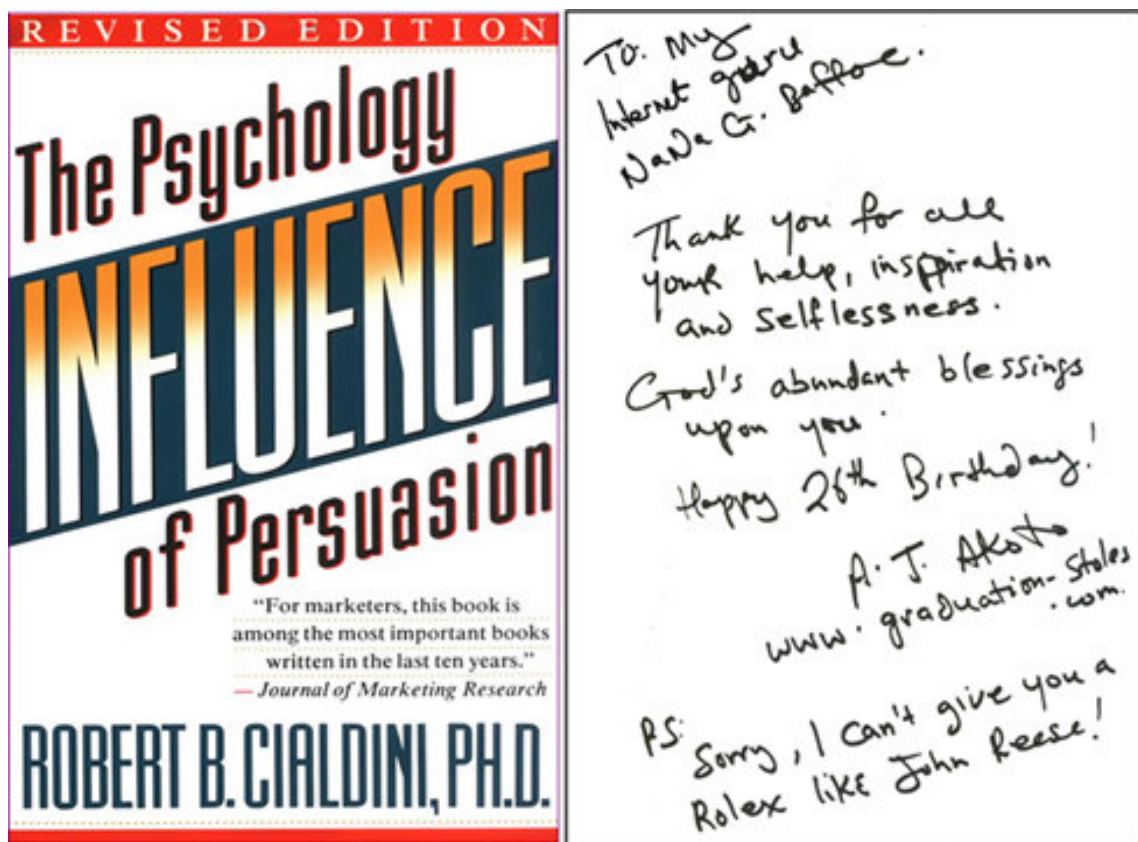 REVISED EDITION
The Psychology
INFLUENCE
of Persuasion
"For marketers, this book is
among the most important books
written in the last ten years."
— Journal of Marketing Research
ROBERT B. CIALDINI, PH.D.
TO: My
Internet guru
NaNa G. Baffoe.
Thank you for all
your help, inspiration
and selflessness.
God's abundant blessings
upon you.
Happy 26th Birthday!
A. J. Akoto
www.graduation-stoles
.com.
PS:
Sorry, I can't give you a
Rolex like John Reese!